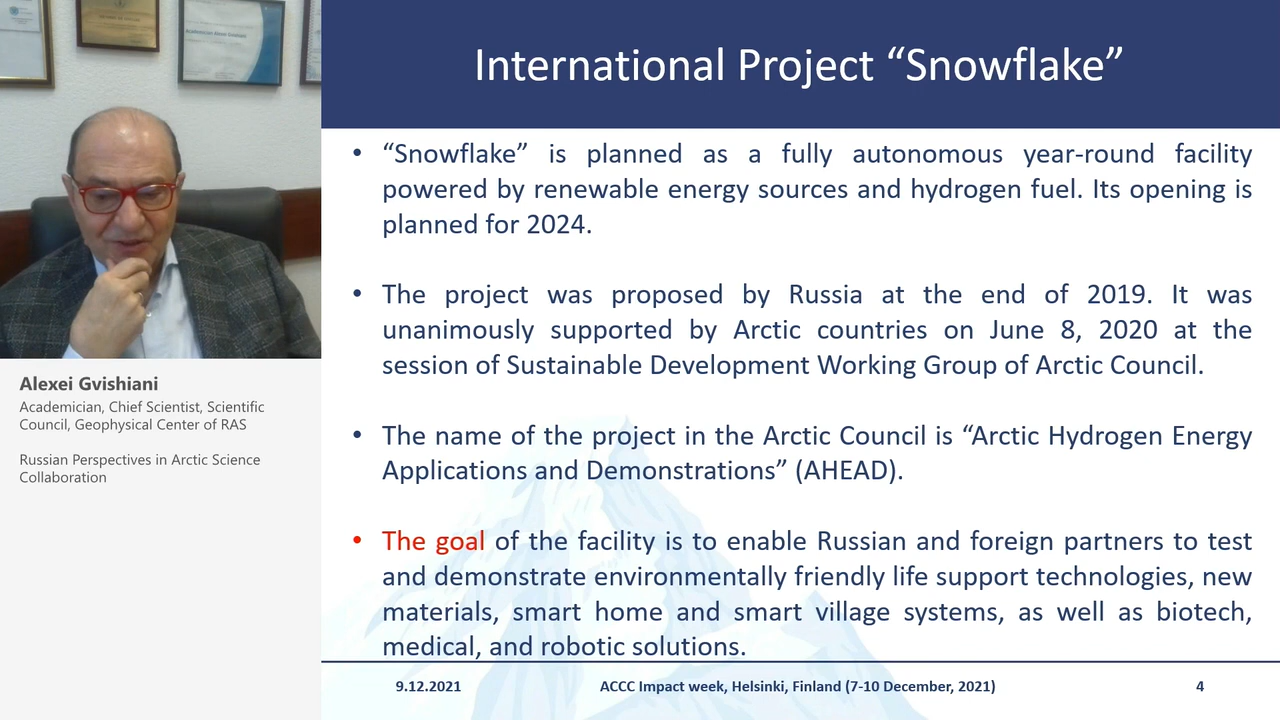 Academician Alexei Gvishiani
Alexei Gvishiani
Academician, Chief Scientist, Scientific
Council, Geophysical Center of RAS
Russian Perspectives in Arctic Science
Collaboration
International Project “Snowflake”
• “Snowflake” is planned as a fully autonomous year-round facility
powered by renewable energy sources and hydrogen fuel. Its opening is
planned for 2024.
• The project was proposed by Russia at the end of 2019. It was
unanimously supported by Arctic countries on June 8, 2020 at the
session of Sustainable Development Working Group of Arctic Council.
• The name of the project in the Arctic Council is “Arctic Hydrogen Energy
Applications and Demonstrations” (AHEAD).
• The goal of the facility is to enable Russian and foreign partners to test
and demonstrate environmentally friendly life support technologies, new
materials, smart home and smart village systems, as well as biotech,
medical, and robotic solutions.
9.12.2021
ACCC Impact week, Helsinki, Finland (7-10 December, 2021)
4